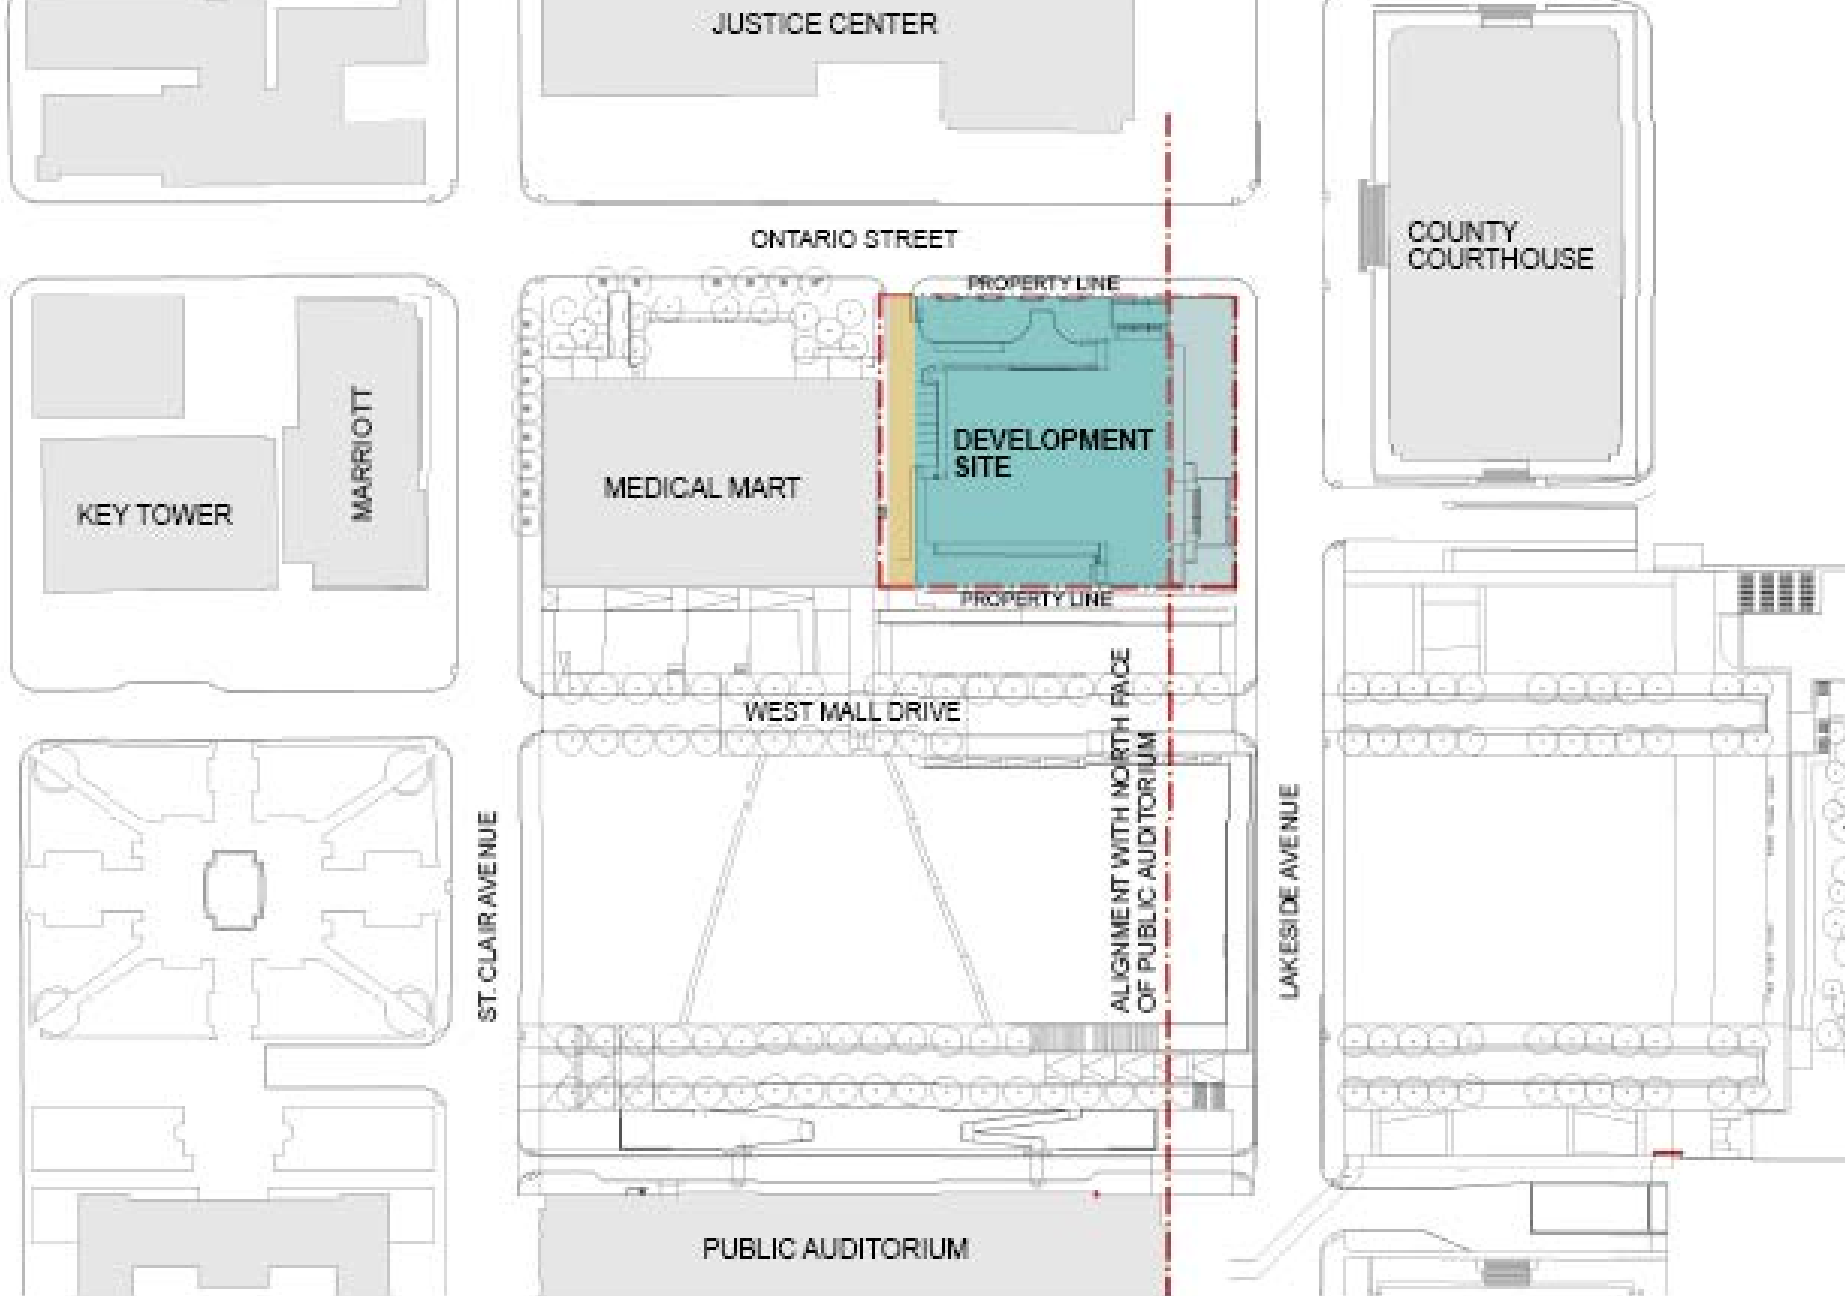 JUSTICE CENTER
ONTARIO STREET
COUNTY
COURTHOUSE
PROPERTY LINE
MARRIOTT
DEVELOPMENT
SITE
MEDICAL MART
KEY TOWER
PROPERTY LINE
WEST MALL DRIVE
ALIGNMENT WITH NORTH FACE
OF PUBLIC AUDITORIUM
ST. CLAIR AVENUE
LAKESIDE AVENUE
PUBLIC AUDITORIUM